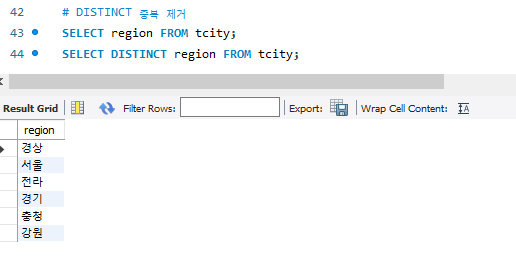 42 # DISTINCT 중복 제거
43 SELECT region FROM tcity;
44 SELECT DISTINCT region FROM tcity;
Result Grid Filter Rows: Export: Wrap Cell Content:
region
경상
서울
전라
경기
충청
강원